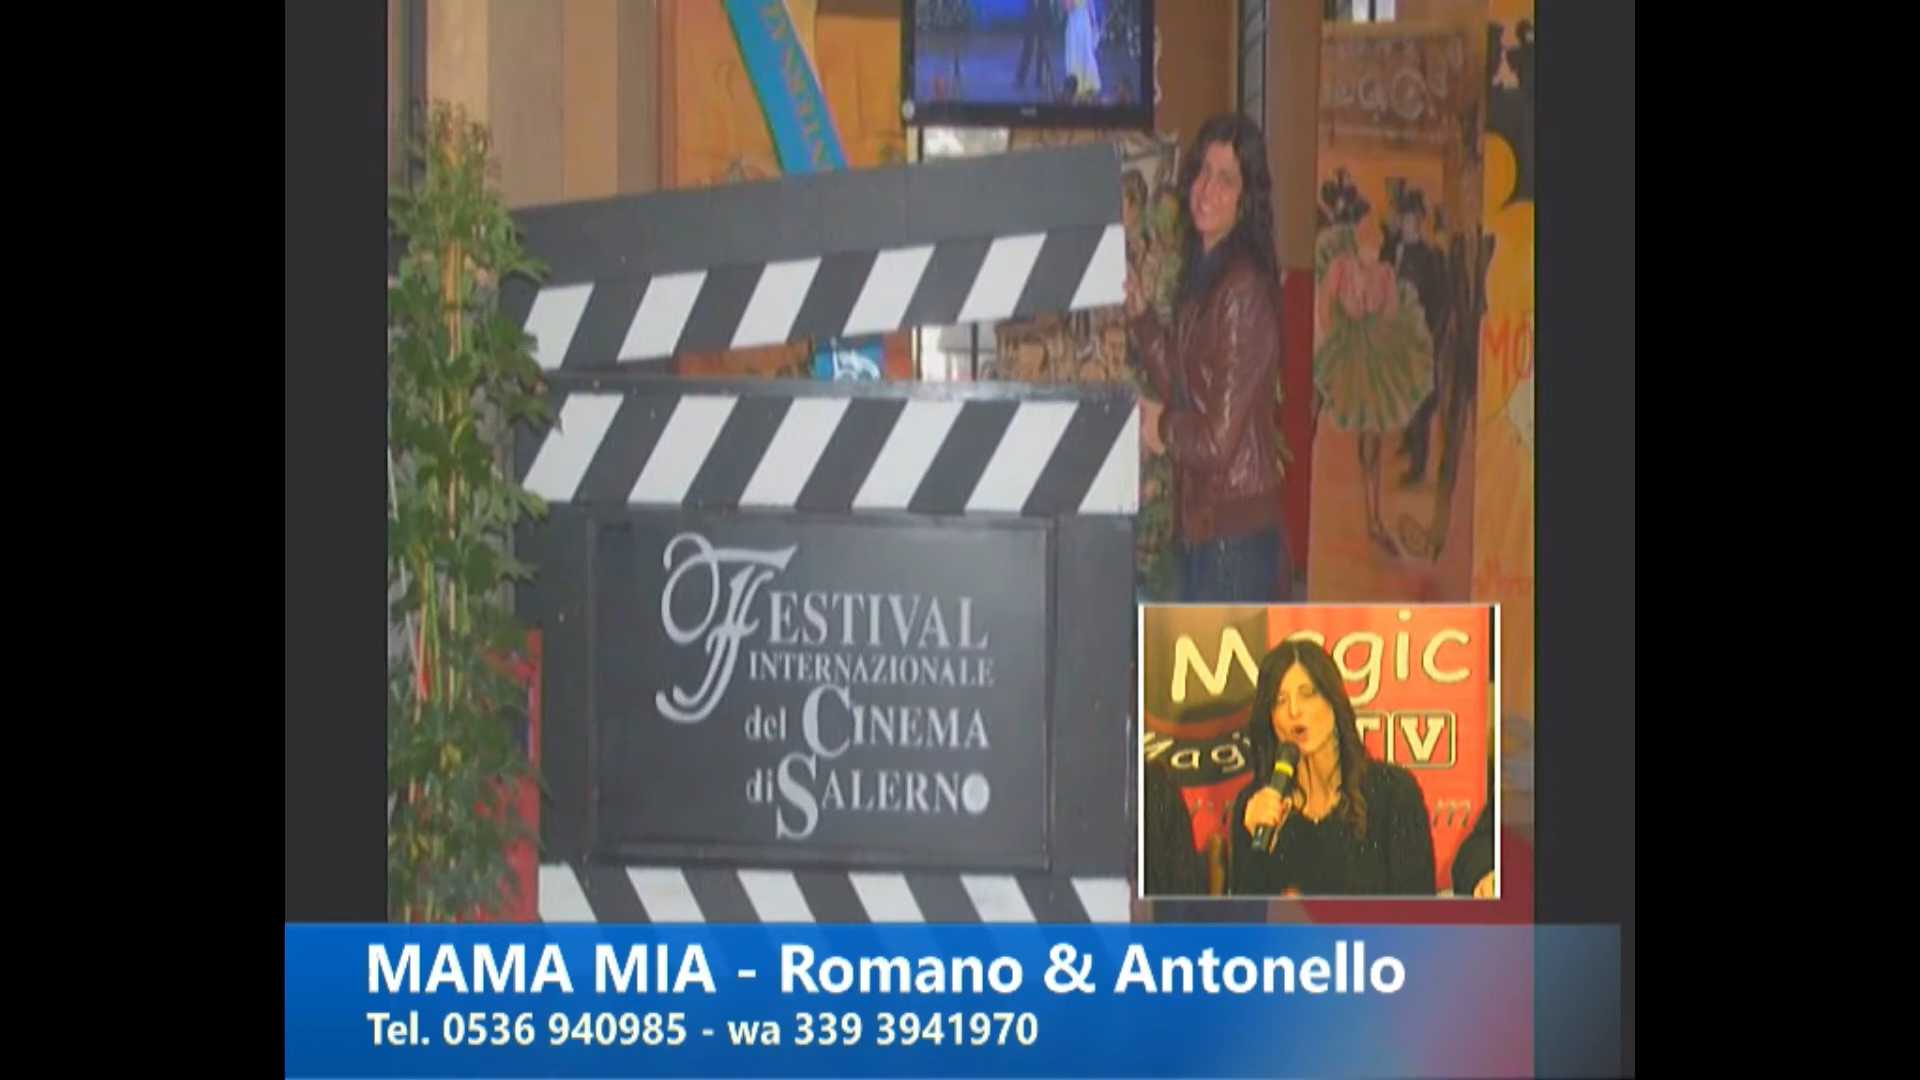 FESTIVAL
INTERNAZIONALE
del CINEMA
di SALERNO
Magic
TV
MAMA MIA - Romano & Antonello
Tel. 0536 940985 - wa 339 3941970